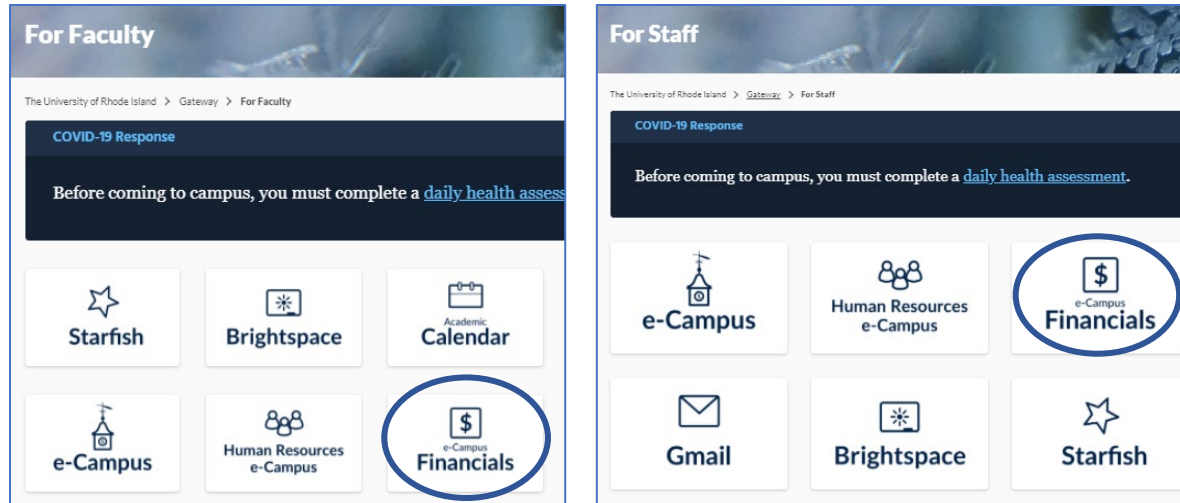 For Faculty
The University of Rhode Island > Gateway > For Faculty
COVID-19 Response
Before coming to campus, you must complete a daily health assess
Starfish
Brightspace
Academic
Calendar
e-Campus
Human Resources
e-Campus
$
e-Campus
Financials
For Staff
The University of Rhode Island > Gateway > For Staff
COVID-19 Response
Before coming to campus, you must complete a daily health assessment.
e-Campus
Human Resources
e-Campus
$
e-Campus
Financials
Gmail
Brightspace
Starfish